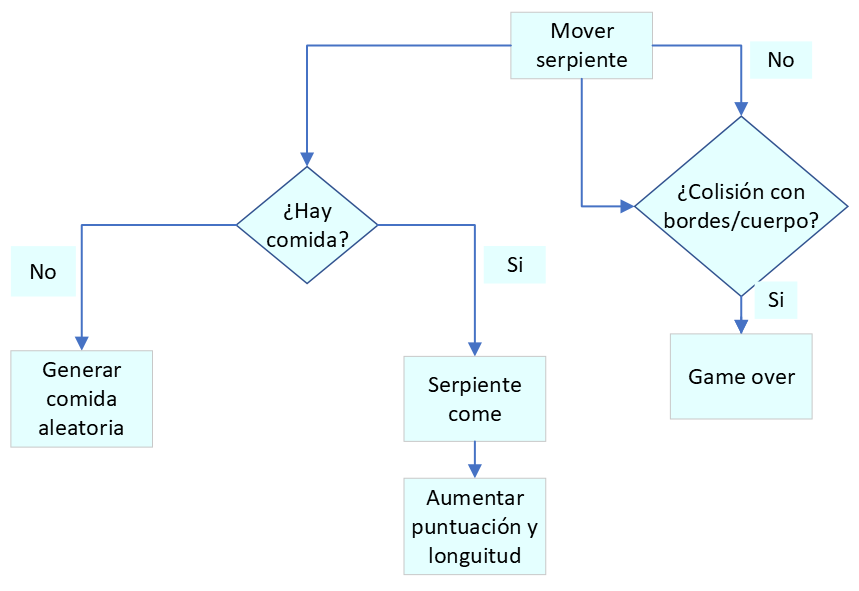 Mover
serpiente
No
¿Hay
comida?
¿Colisión con
bordes/cuerpo?
No
Si
Si
Generar
comida
aleatoria
Serpiente
come
Game over
Aumentar
puntuación y
longuitud